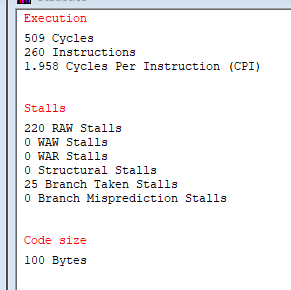 Execution
509 Cycles
260 Instructions
1.958 Cycles Per Instruction (CPI)
Stalls
220 RAW Stalls
0 WAW Stalls
0 WAR Stalls
0 Structural Stalls
25 Branch Taken Stalls
0 Branch Misprediction Stalls
Code size
100 Bytes